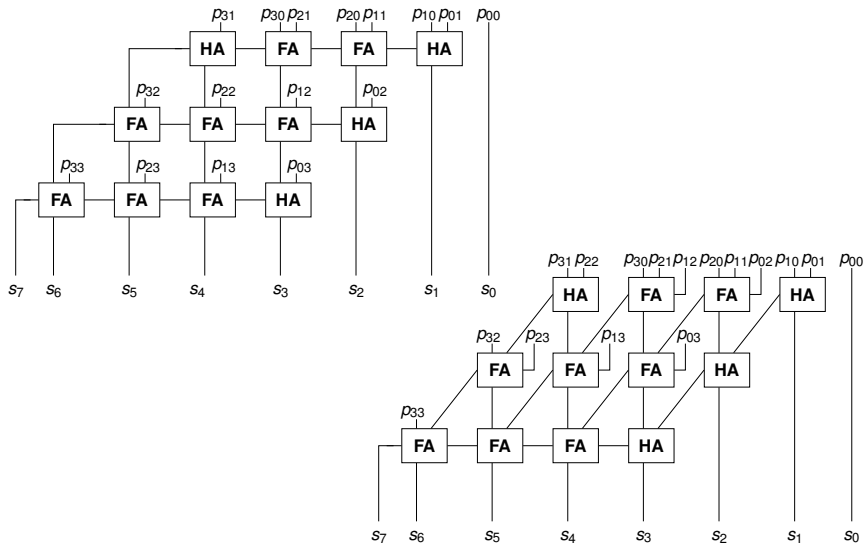 p31 p30 p21 p20 p11 p10 p01 p00
HA FA FA HA
p32 p22 p12 p02
FA FA FA HA
p33 p23 p13 p03
FA FA FA HA
s7 s6 s5 s4 s3 s2 s1 s0
p31 p22 p30 p21 p12 p20 p11 p02 p10 p01 p00
HA FA FA HA
p32 p23 p13 p03
FA FA FA HA
p33
FA FA FA HA
s7 s6 s5 s4 s3 s2 s1 s0